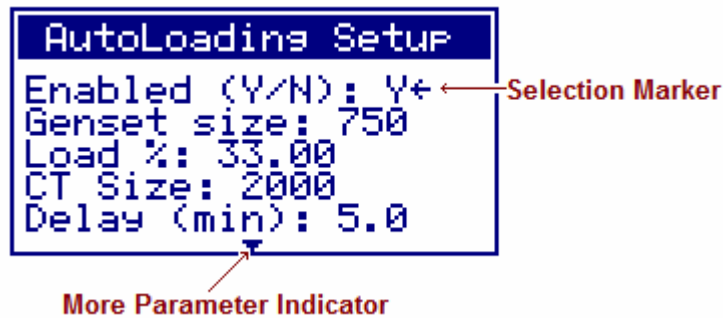 AutoLoading Setup
Enabled (Y/N): Y←
Selection Marker
Genset size: 750
Load %: 33.00
CT Size: 2000
Delay (min): 5.0
More Parameter Indicator